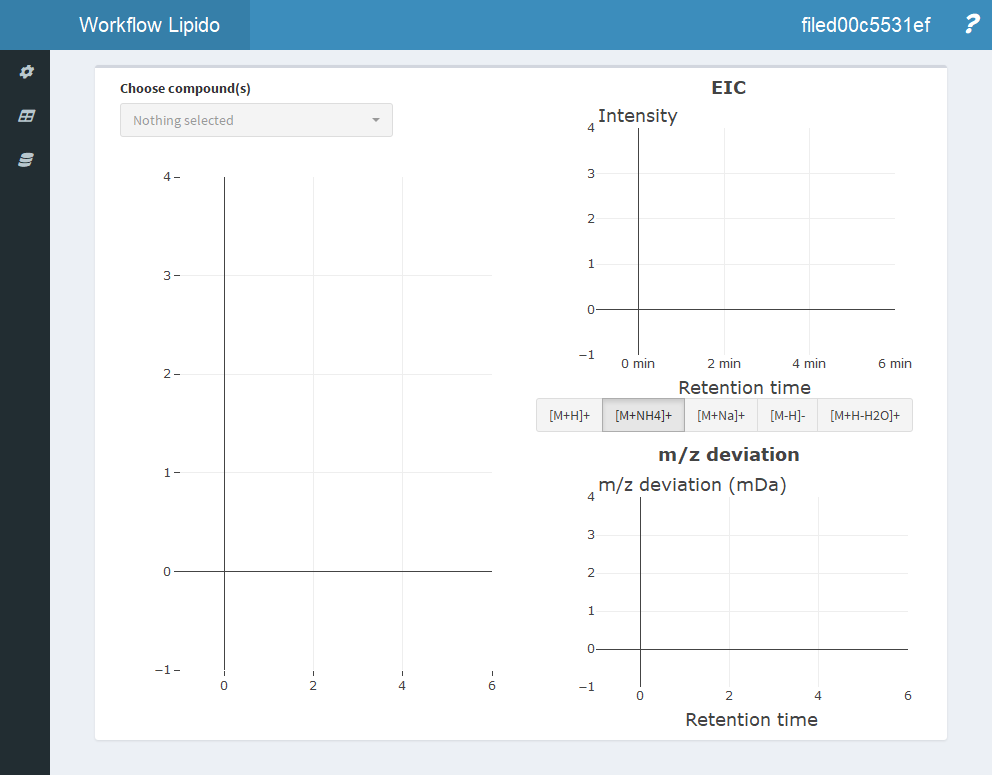 Workflow Lipido
filed00c5531ef
?
Choose compound(s)
Nothing selected
4
3
2
1
0
−1
0 2 4 6
EIC
Intensity
4
3
2
1
0
−1
0 min 2 min 4 min 6 min
Retention time
[M+H]+ [M+NH4]+ [M+Na]+ [M-H]- [M+H-H2O]+
m/z deviation
m/z deviation (mDa)
4
3
2
1
0
−1
0 2 4 6
Retention time